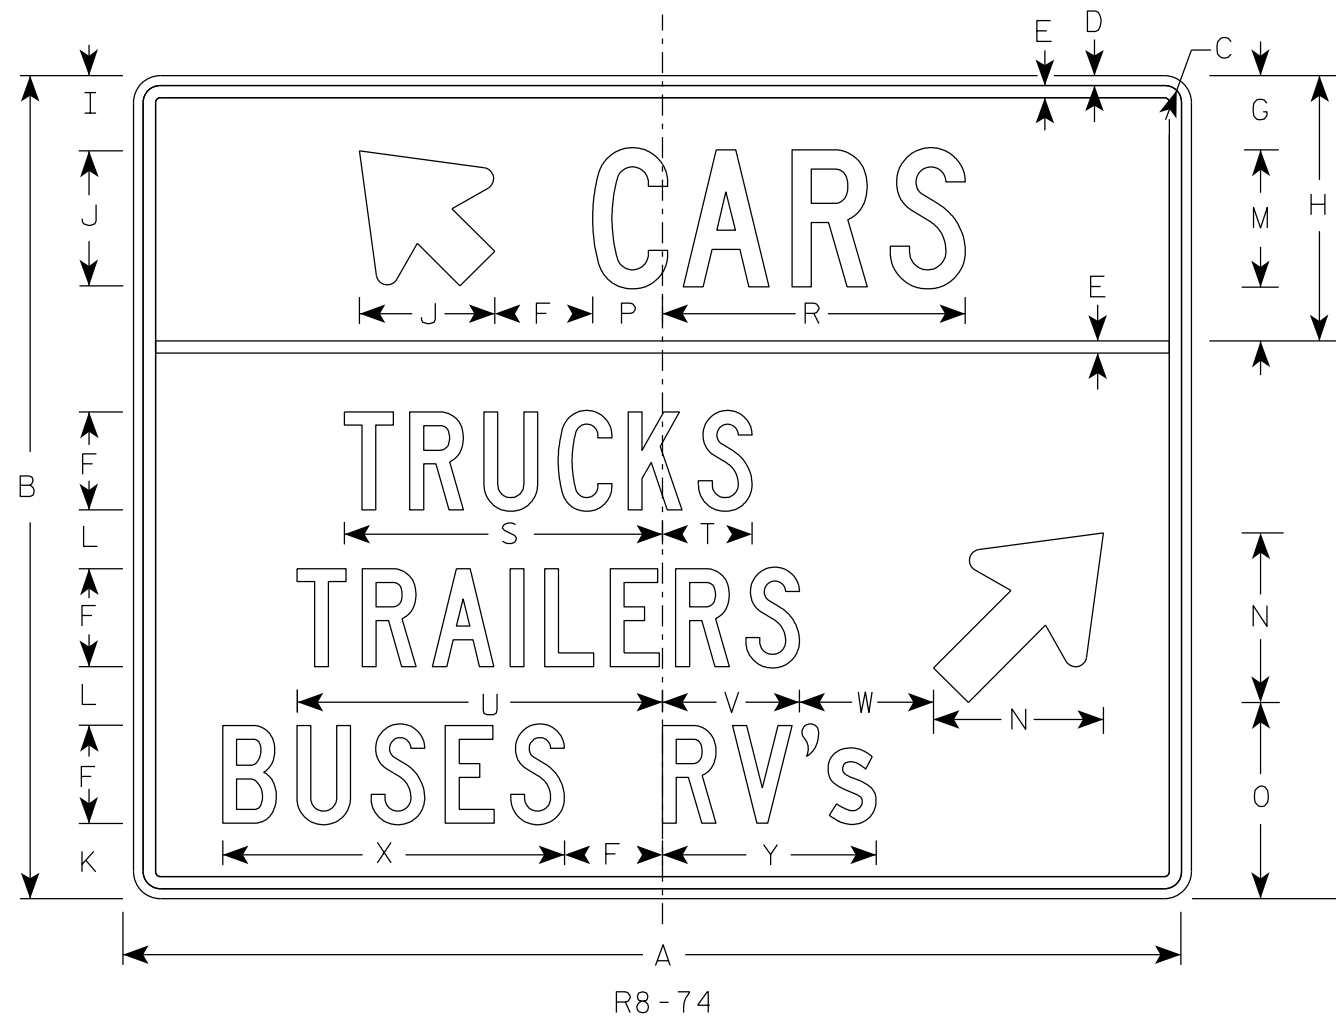 E D C
I G
CARS
J M H
J F P R E
TRUCKS
F
B
L S T
TRAILERS
F N
L U V W N
BUSES RV's
F O
K X F Y
A
R8-74